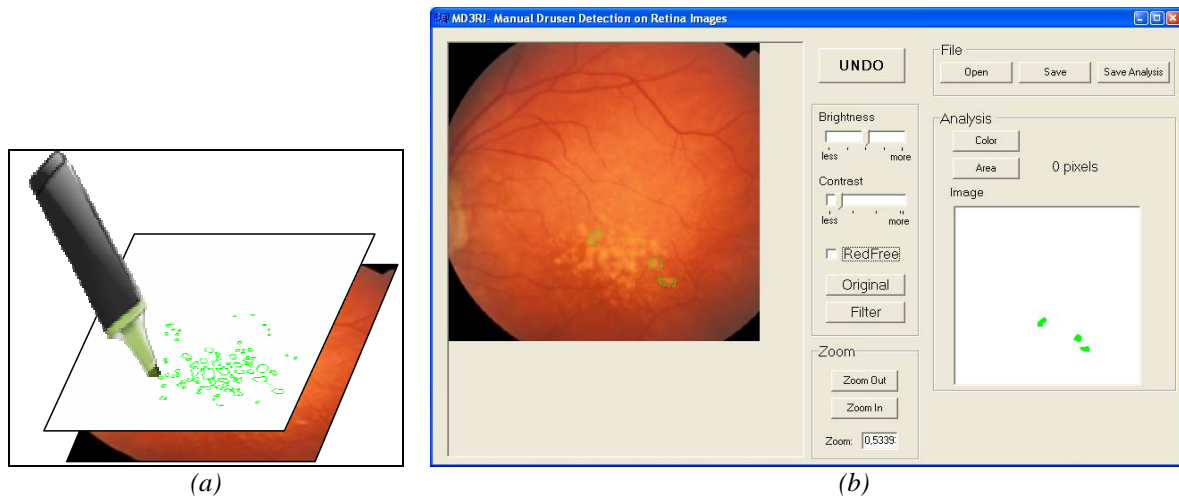 MD3RI- Manual Drusen Detection on Retina Images
UNDO
File
Open
Save
Save Analysis
Brightness
less
more
Contrast
less
more
RedFree
Original
Filter
Analysis
Color
Area
0 pixels
Image
Zoom
Zoom Out
Zoom In
Zoom:
0,5339
(a)
(b)